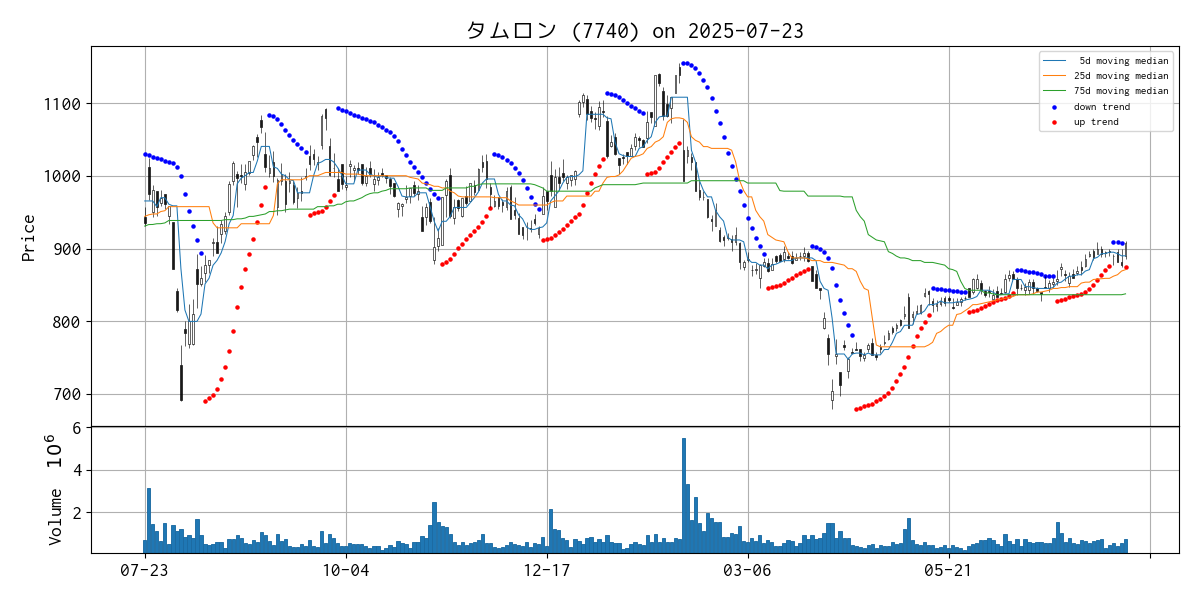 タムロン (7740) on 2025-07-23
5d moving median
25d moving median
75d moving median
down trend
up trend
Price
1100
1000
900
800
700
Volume 10^6
6
4
2
07-23 10-04 12-17 03-06 05-21